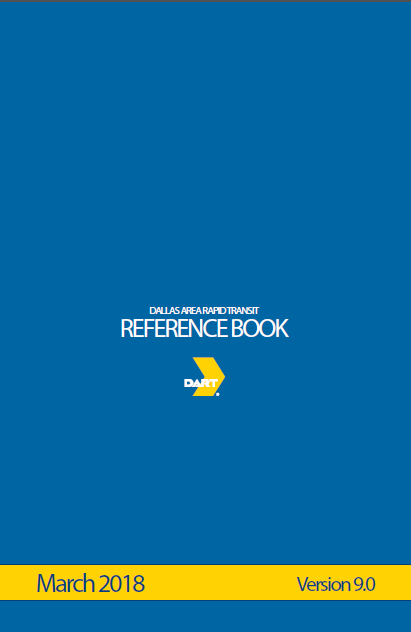 DALLAS AREA RAPID TRANSIT
REFERENCE BOOK
DART
March 2018
Version 9.0